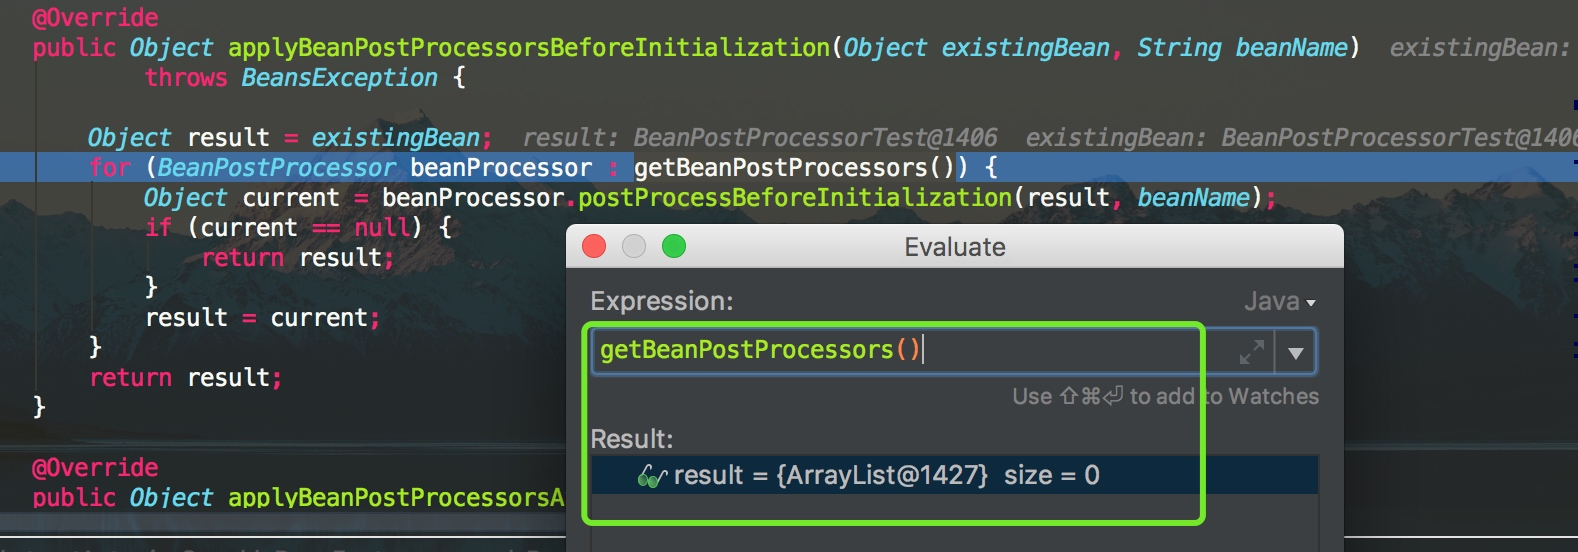 @Override
public Object applyBeanPostProcessorsBeforeInitialization(Object existingBean, String beanName) existingBean:
throws BeansException {
Object result = existingBean; result: BeanPostProcessorTest@1406 existingBean: BeanPostProcessorTest@1406
for (BeanPostProcessor beanProcessor : getBeanPostProcessors()) {
Object current = beanProcessor.postProcessBeforeInitialization(result, beanName);
if (current == null) {
return result;
}
result = current;
}
return result;
}
@Override
public Object applyBeanPostProcessorsA
Evaluate
Expression:
Java
getBeanPostProcessors()
Use ⇧⌘⏎ to add to Watches
Result:
result = {ArrayList@1427} size = 0